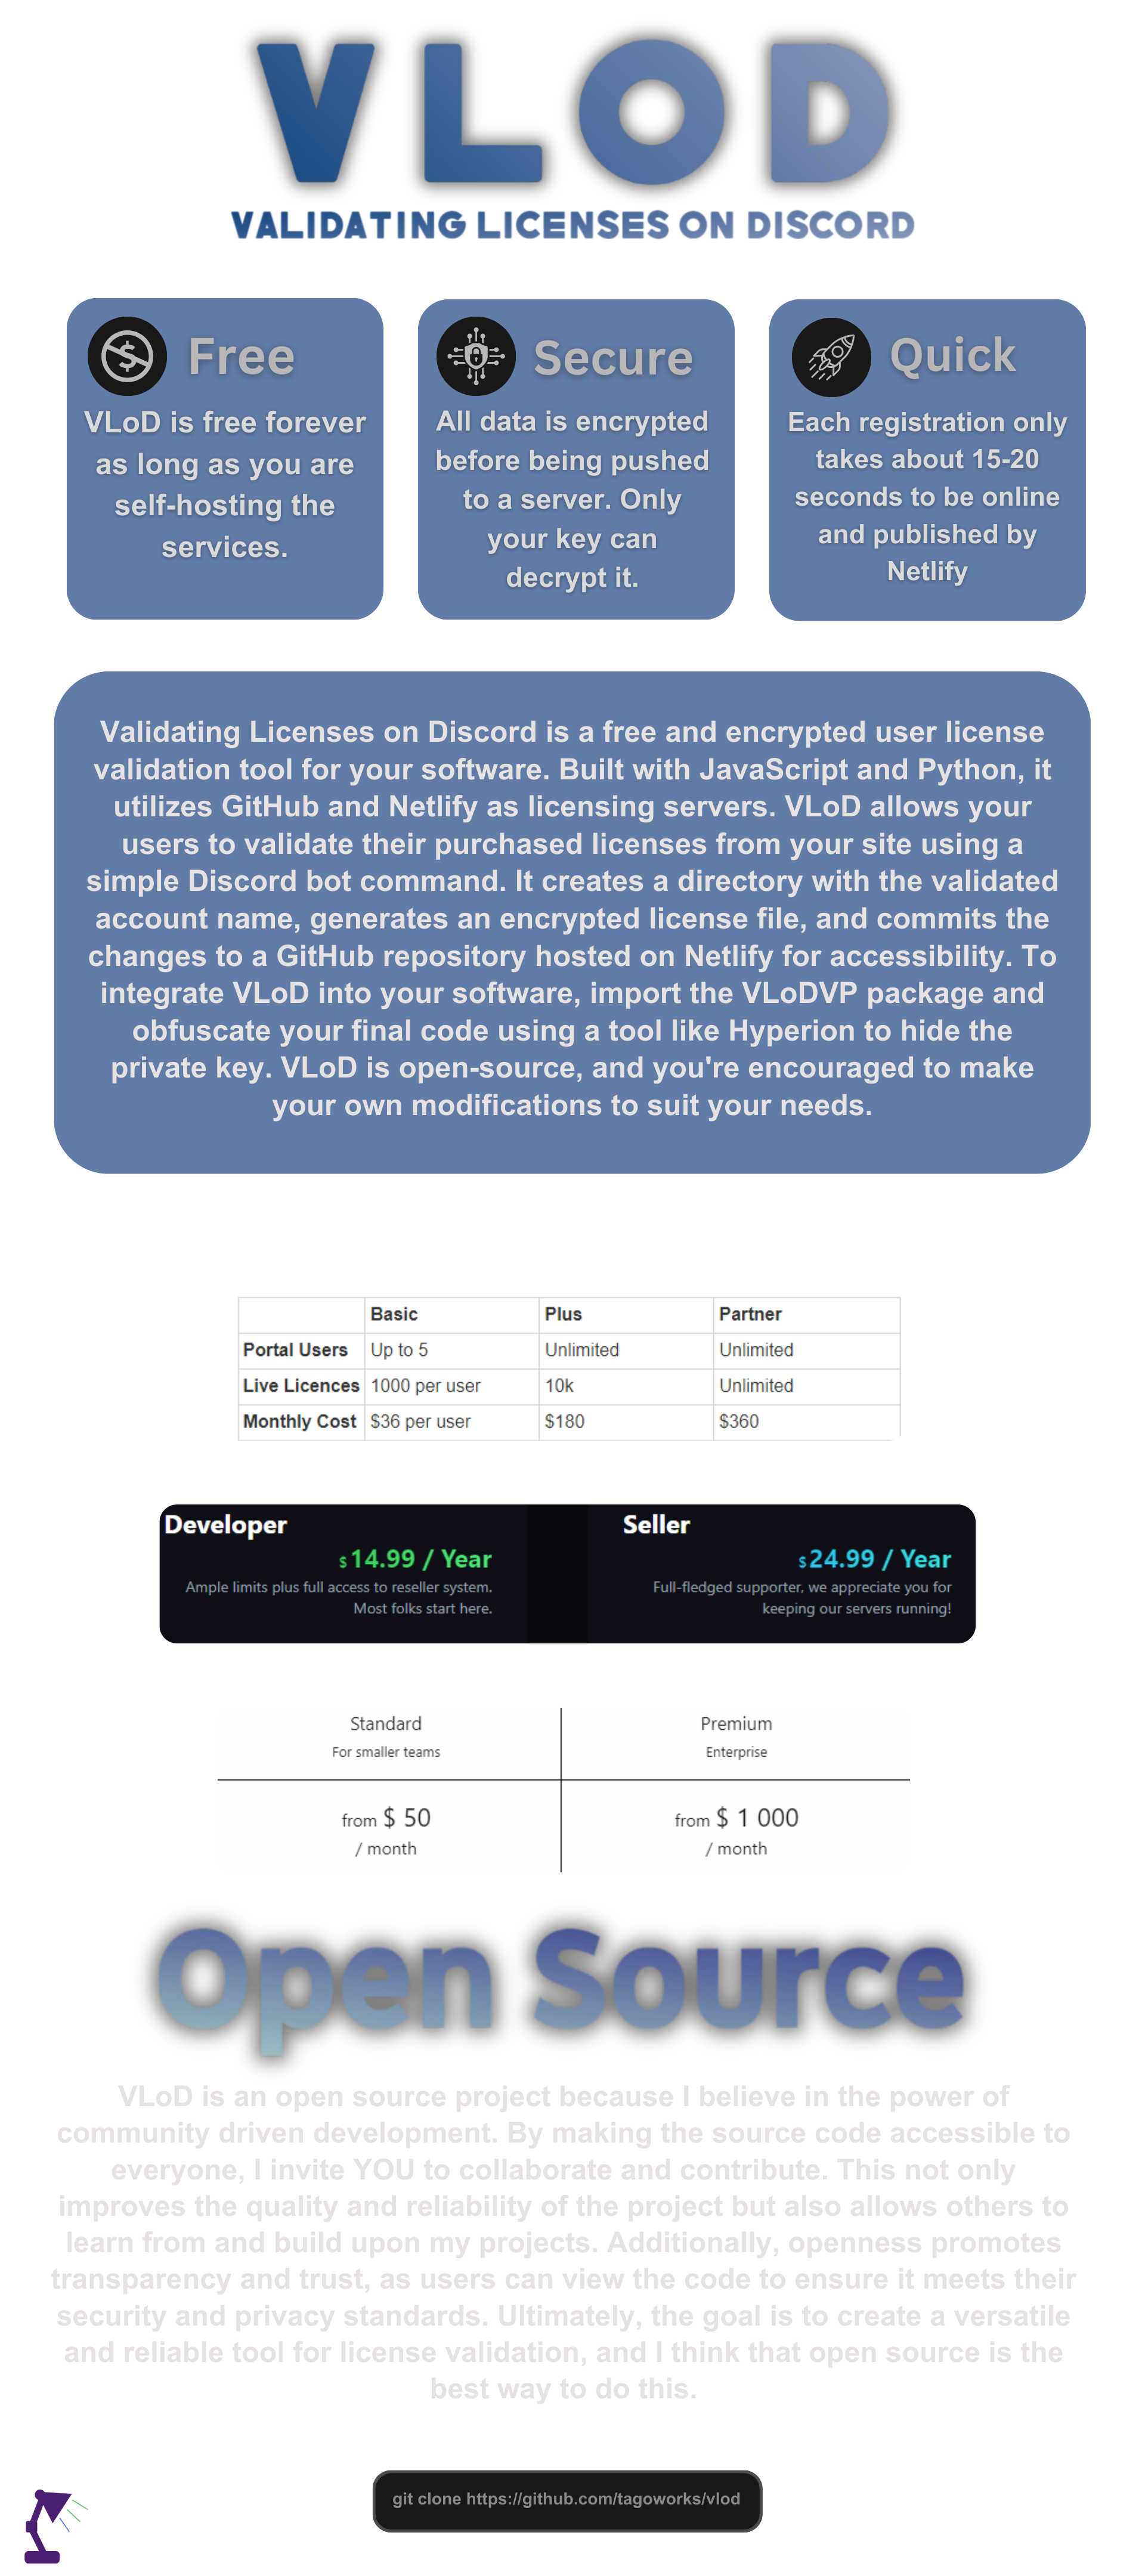 VLOD
VALIDATING LICENSES ON DISCORD
Free
VLoD is free forever
as long as you are
self-hosting the
services.
Secure
All data is encrypted
before being pushed
to a server. Only
your key can
decrypt it.
Quick
Each registration only
takes about 15-20
seconds to be online
and published by
Netlify
Validating Licenses on Discord is a free and encrypted user license
validation tool for your software. Built with JavaScript and Python, it
utilizes GitHub and Netlify as licensing servers. VLoD allows your
users to validate their purchased licenses from your site using a
simple Discord bot command. It creates a directory with the validated
account name, generates an encrypted license file, and commits the
changes to a GitHub repository hosted on Netlify for accessibility. To
integrate VLoD into your software, import the VLoDVP package and
obfuscate your final code using a tool like Hyperion to hide the
private key. VLoD is open-source, and you're encouraged to make
your own modifications to suit your needs.
Basic Plus Partner
Portal Users Up to 5 Unlimited Unlimited
Live Licences 1000 per user 10k Unlimited
Monthly Cost $36 per user $180 $360
Developer
$14.99 / Year
Ample limits plus full access to reseller system.
Most folks start here.
Seller
$24.99 / Year
Full-fledged supporter, we appreciate you for
keeping our servers running!
Standard Premium
For smaller teams Enterprise
from $ 50 from $ 1 000
/ month / month
Open Source
VLoD is an open source project because I believe in the power of
community driven development. By making the source code accessible to
everyone, I invite YOU to collaborate and contribute. This not only
improves the quality and reliability of the project but also allows others to
learn from and build upon my projects. Additionally, openness promotes
transparency and trust, as users can view the code to ensure it meets their
security and privacy standards. Ultimately, the goal is to create a versatile
and reliable tool for license validation, and I think that open source is the
best way to do this.
git clone https://github.com/tagoworks/vlod